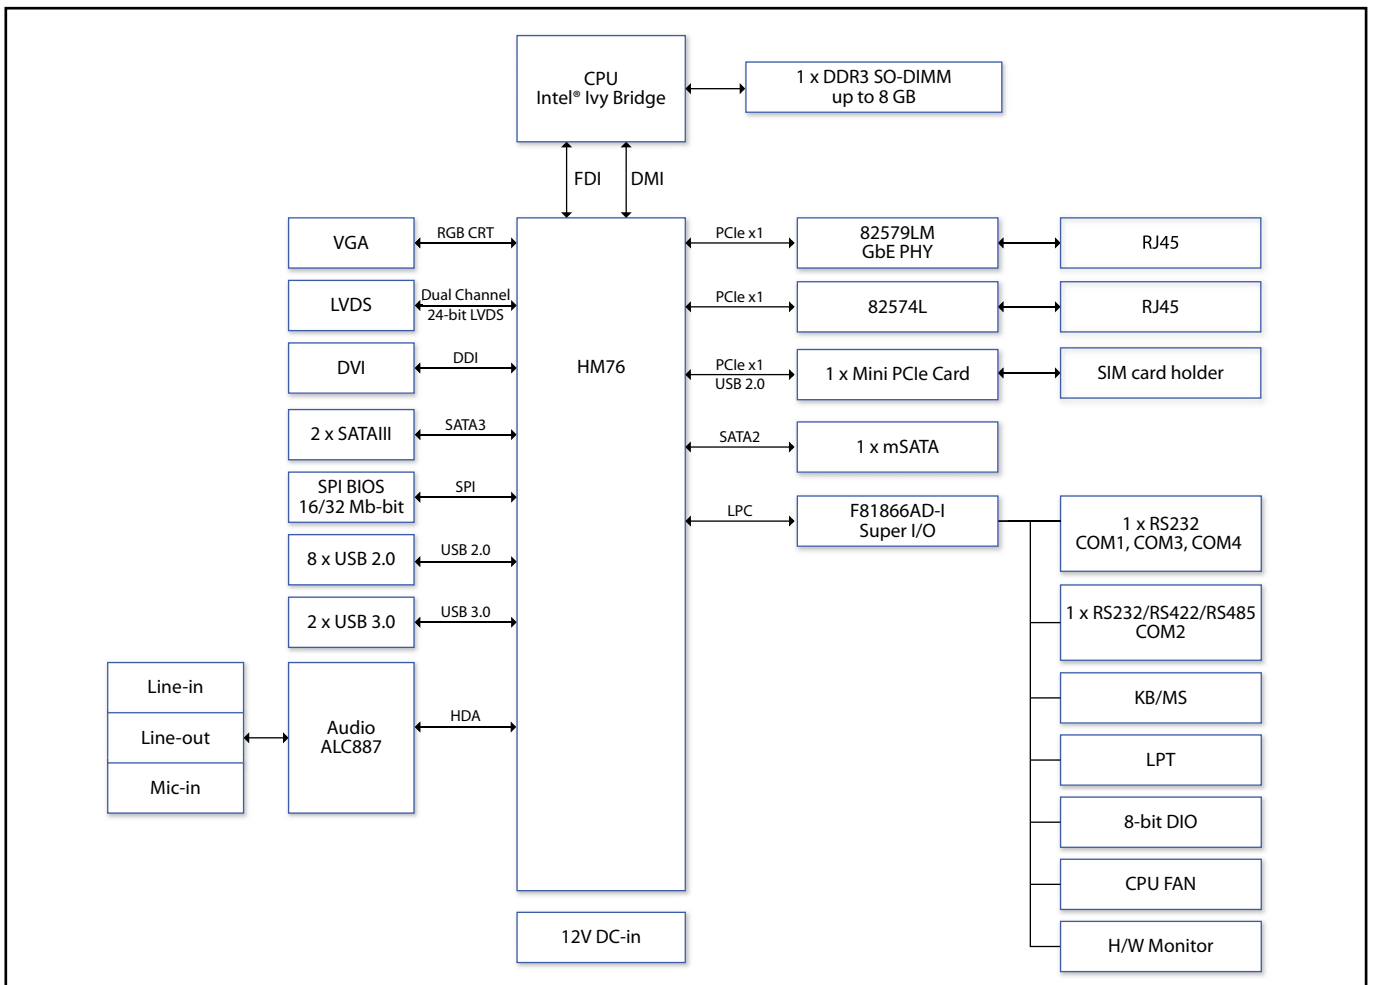 CPU
Intel® Ivy Bridge
1 x DDR3 SO-DIMM
up to 8 GB
FDI
DMI
VGA
RGB CRT
LVDS
Dual Channel
24-bit LVDS
DVI
DDI
2 x SATAIII
SATA3
SPI BIOS
16/32 Mb-bit
SPI
8 x USB 2.0
USB 2.0
2 x USB 3.0
USB 3.0
Line-in
Line-out
Mic-in
Audio
ALC887
HDA
HM76
PCIe x1
82579LM
GbE PHY
RJ45
PCIe x1
82574L
RJ45
PCIe x1
USB 2.0
1 x Mini PCIe Card
SIM card holder
SATA2
1 x mSATA
LPC
F81866AD-I
Super I/O
1 x RS232
COM1, COM3, COM4
1 x RS232/RS422/RS485
COM2
KB/MS
LPT
8-bit DIO
CPU FAN
H/W Monitor
12V DC-in